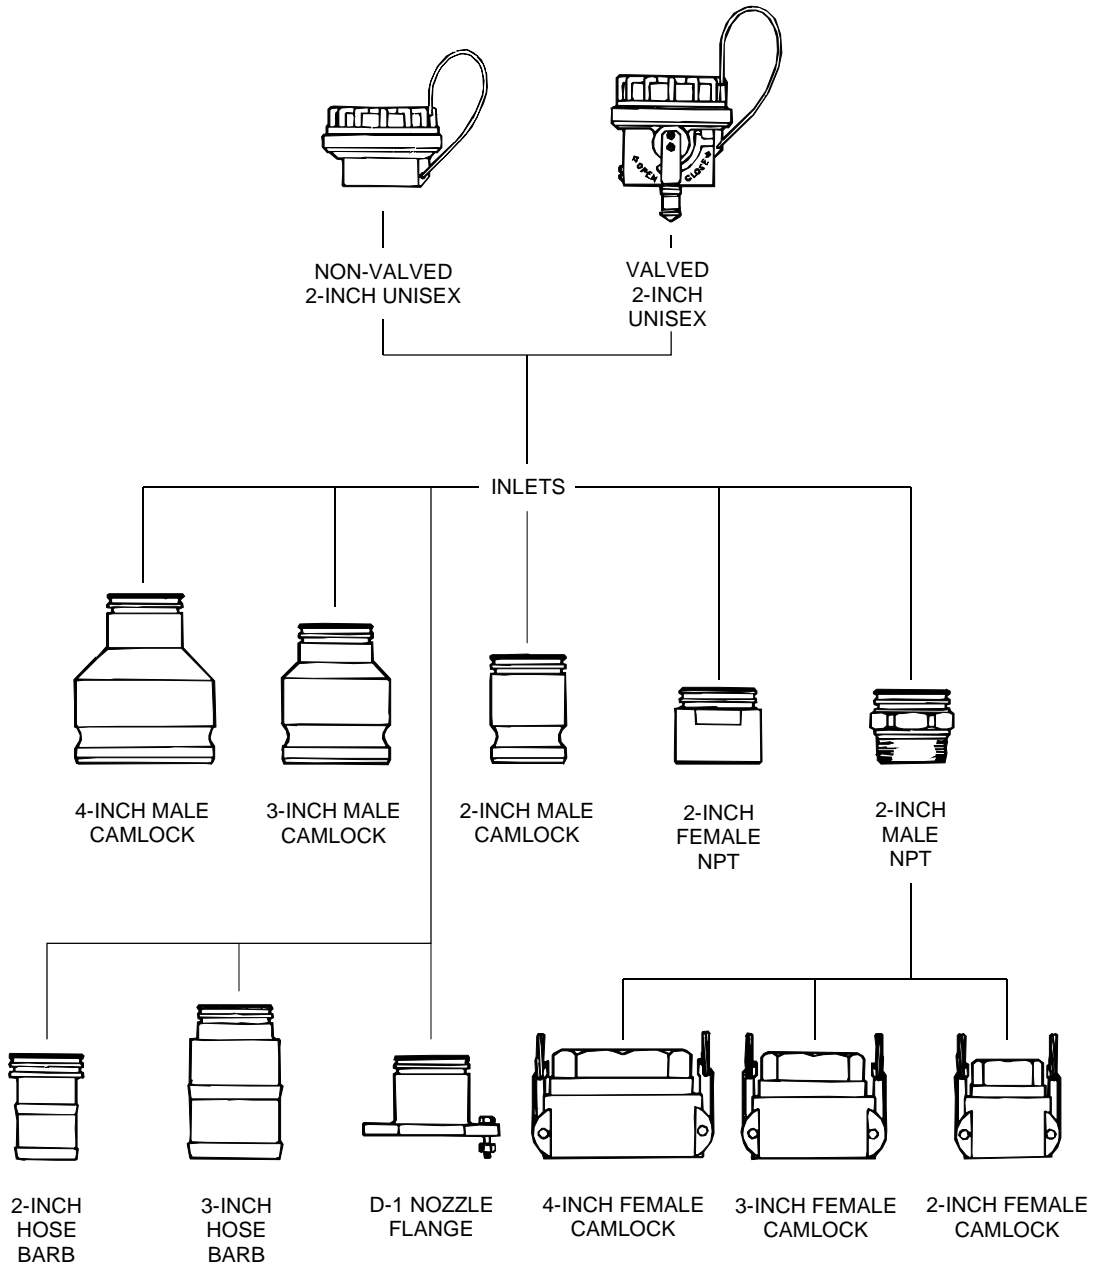 OPEN
CLOSE
NON-VALVED
2-INCH UNISEX
VALVED
2-INCH
UNISEX
INLETS
4-INCH MALE
CAMLOCK
3-INCH MALE
CAMLOCK
2-INCH MALE
CAMLOCK
2-INCH
FEMALE
NPT
2-INCH
MALE
NPT
2-INCH
HOSE
BARB
3-INCH
HOSE
BARB
D-1 NOZZLE
FLANGE
4-INCH FEMALE
CAMLOCK
3-INCH FEMALE
CAMLOCK
2-INCH FEMALE
CAMLOCK